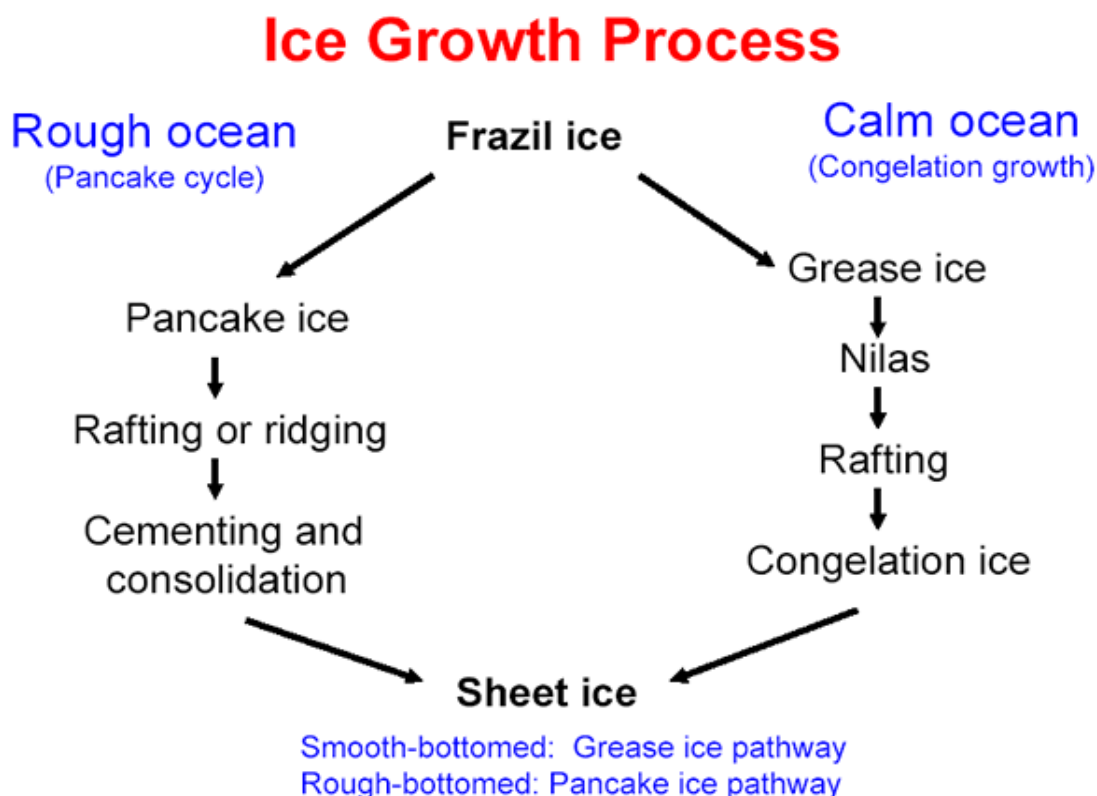 Ice Growth Process
Rough ocean
(Pancake cycle)
Frazil ice
Calm ocean
(Congelation growth)
Pancake ice
Rafting or ridging
Cementing and
consolidation
Grease ice
Nilas
Rafting
Congelation ice
Sheet ice
Smooth-bottomed: Grease ice pathway
Rough-bottomed: Pancake ice pathway